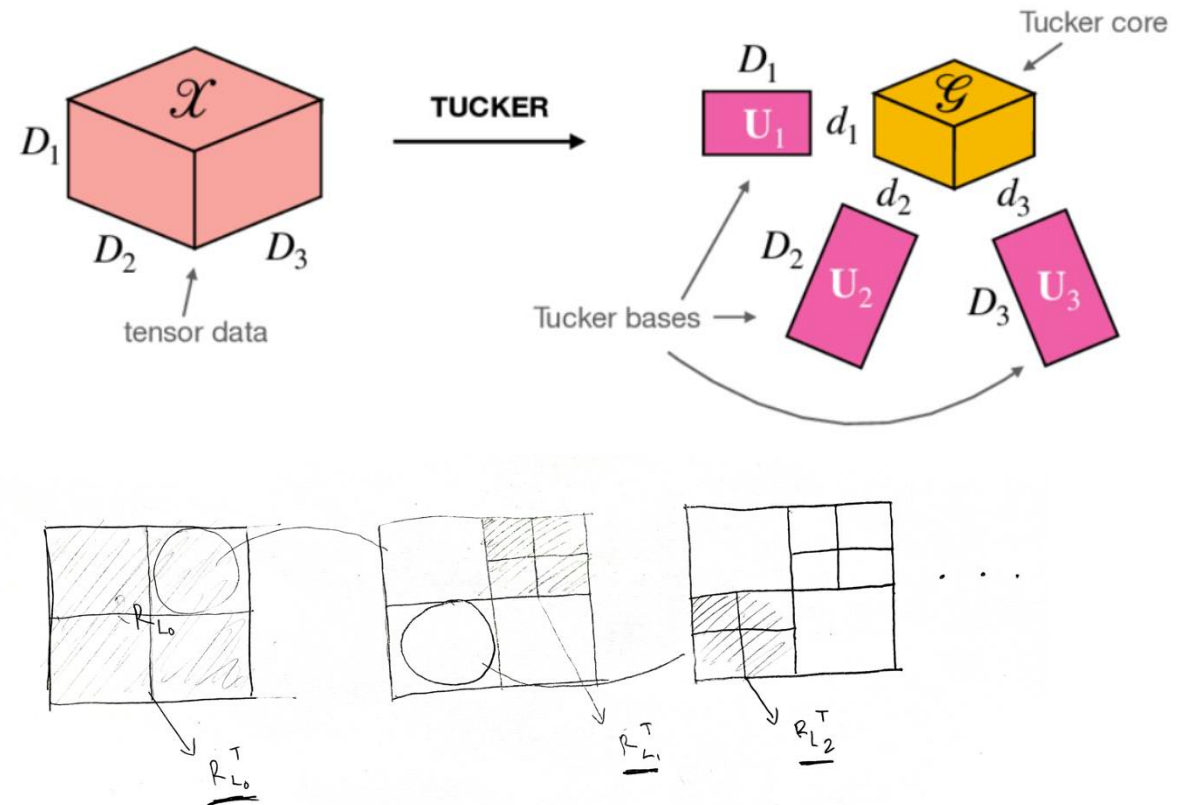 Tucker core
𝒳
D₁
D₂
D₃
tensor data
TUCKER
D₁
U₁
d₁
𝒢
d₂
d₃
D₂
U₂
D₃
U₃
Tucker bases
R_L₀
. . .
R_L₀^T
R_L₁^T
R_L₂^T